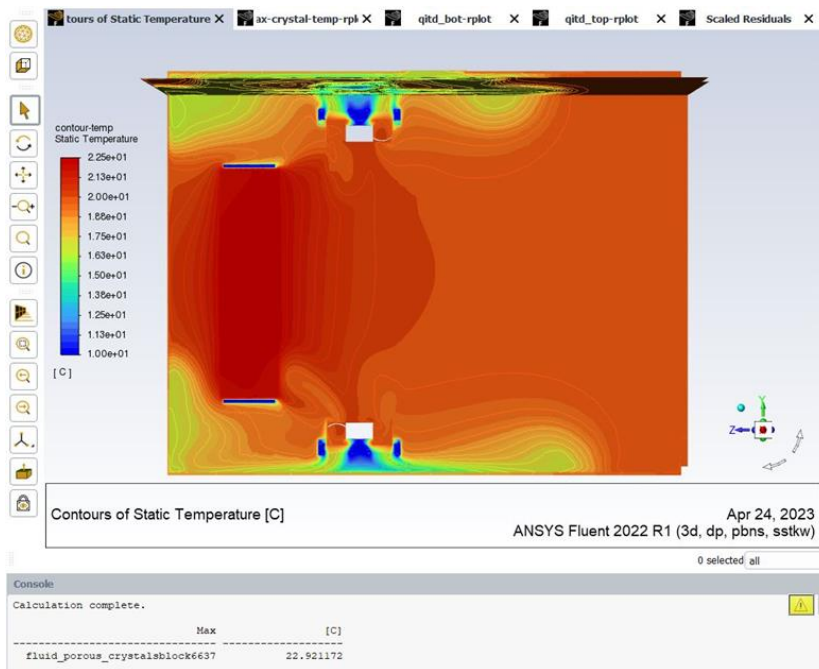 tours of Static Temperature X
ax-crystal-temp-rpl X
qitd_bot-rplot X
qitd_top-rplot X
Scaled Residuals X
contour-temp
Static Temperature
2.25e+01
2.13e+01
2.00e+01
1.88e+01
1.75e+01
1.63e+01
1.50e+01
1.38e+01
1.25e+01
1.13e+01
1.00e+01
[ C ]
Y
Z
Contours of Static Temperature [C]
Apr 24, 2023
ANSYS Fluent 2022 R1 (3d, dp, pbns, sstkw)
0 selected all
Console
Calculation complete.
Max [C]
fluid_porous_crystalsblock6637 22.921172